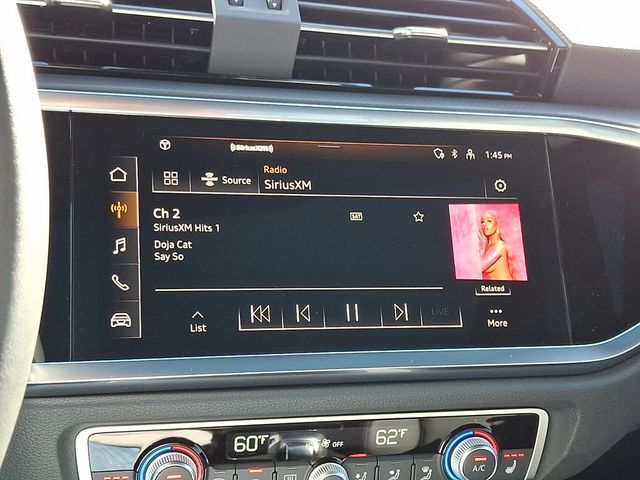 ((SiriusXM))
1:45 PM
Source
Radio
SiriusXM
Ch 2
SAT
SiriusXM Hits 1
Doja Cat
Say So
Related
List
LIVE
More
60°F
OFF
62°F
A/C